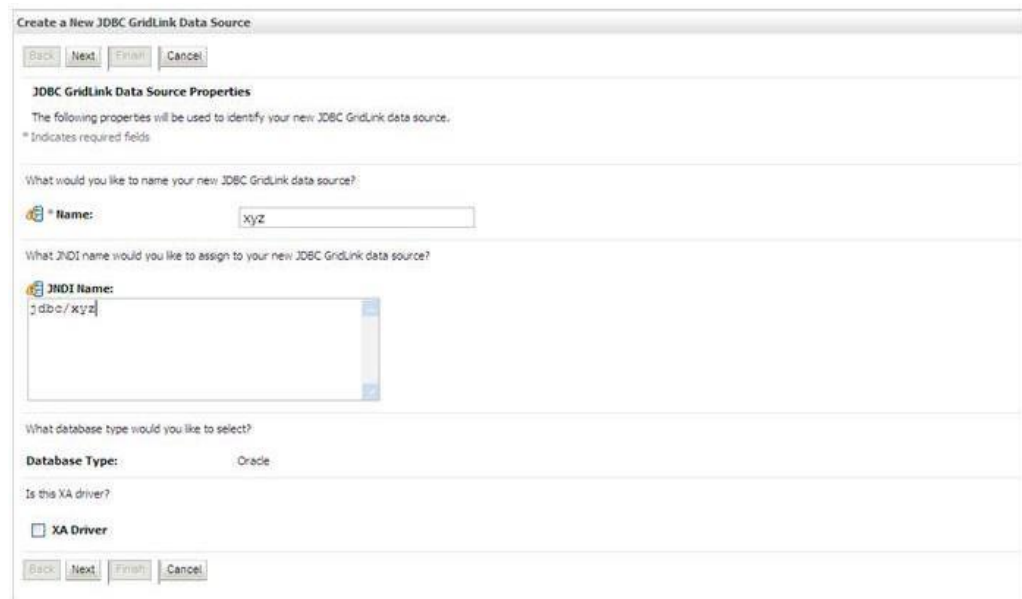 Create a New JDBC GridLink Data Source
Back Next Finish Cancel
JDBC GridLink Data Source Properties
The following properties will be used to identify your new JDBC GridLink data source.
* Indicates required fields
What would you like to name your new JDBC GridLink data source?
* Name: xyz
What JNDI name would you like to assign to your new JDBC GridLink data source?
JNDI Name:
jdbc/xyz
What database type would you like to select?
Database Type: Oracle
Is this XA driver?
XA Driver
Back Next Finish Cancel